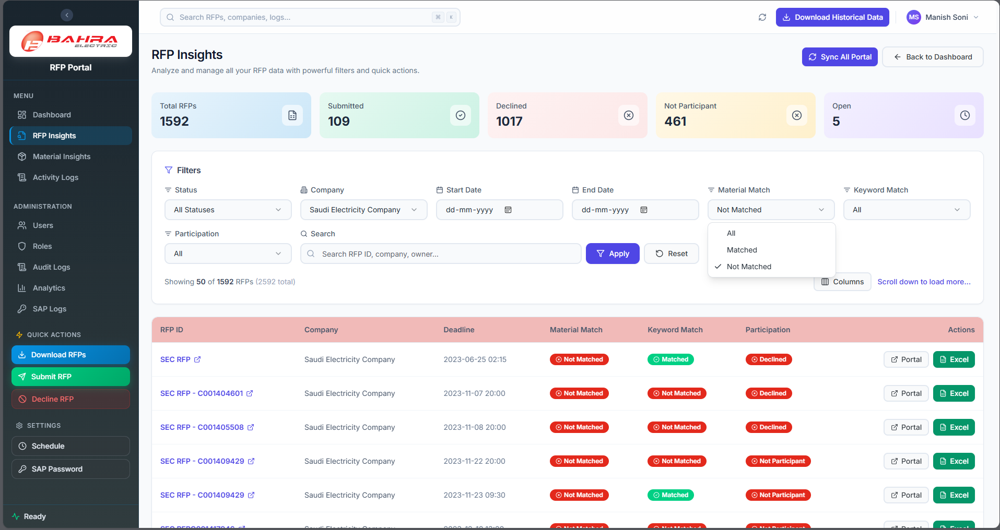 BAHRA
ELECTRIC
RFP Portal
MENU
Dashboard
RFP Insights
Material Insights
Activity Logs
ADMINISTRATION
Users
Roles
Audit Logs
Analytics
SAP Logs
QUICK ACTIONS
Download RFPs
Submit RFP
Decline RFP
SETTINGS
Schedule
SAP Password
Ready
Search RFPs, companies, logs... ⌘ K
Download Historical Data
MS Manish Soni
RFP Insights
Analyze and manage all your RFP data with powerful filters and quick actions.
Sync All Portal
Back to Dashboard
Total RFPs
1592
Submitted
109
Declined
1017
Not Participant
461
Open
5
Filters
Status
All Statuses
Company
Saudi Electricity Company
Start Date
dd-mm-yyyy
End Date
dd-mm-yyyy
Material Match
Not Matched
Keyword Match
All
Participation
All
Search
Search RFP ID, company, owner...
Apply
Reset
All
Matched
Not Matched
Showing 50 of 1592 RFPs (2592 total)
Columns
Scroll down to load more...
RFP ID Company Deadline Material Match Keyword Match Participation Actions
SEC RFP Saudi Electricity Company 2023-06-25 02:15 Not Matched Matched Declined Portal Excel
SEC RFP - C001404601 Saudi Electricity Company 2023-11-07 20:00 Not Matched Not Matched Declined Portal Excel
SEC RFP - C001405508 Saudi Electricity Company 2023-11-08 20:00 Not Matched Not Matched Declined Portal Excel
SEC RFP - C001409429 Saudi Electricity Company 2023-11-22 20:00 Not Matched Not Matched Not Participant Portal Excel
SEC RFP - C001409429 Saudi Electricity Company 2023-11-23 09:30 Not Matched Matched Not Participant Portal Excel
Saudi Electricity Company Not Matched Not Matched Not Participant Portal Excel